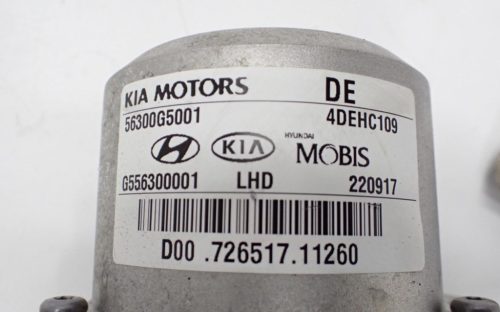 KIA MOTORS DE
56300G5001 4DEHC109
KIA HYUNDAI MOBIS
G556300001 LHD 220917
D00 .726517.11260